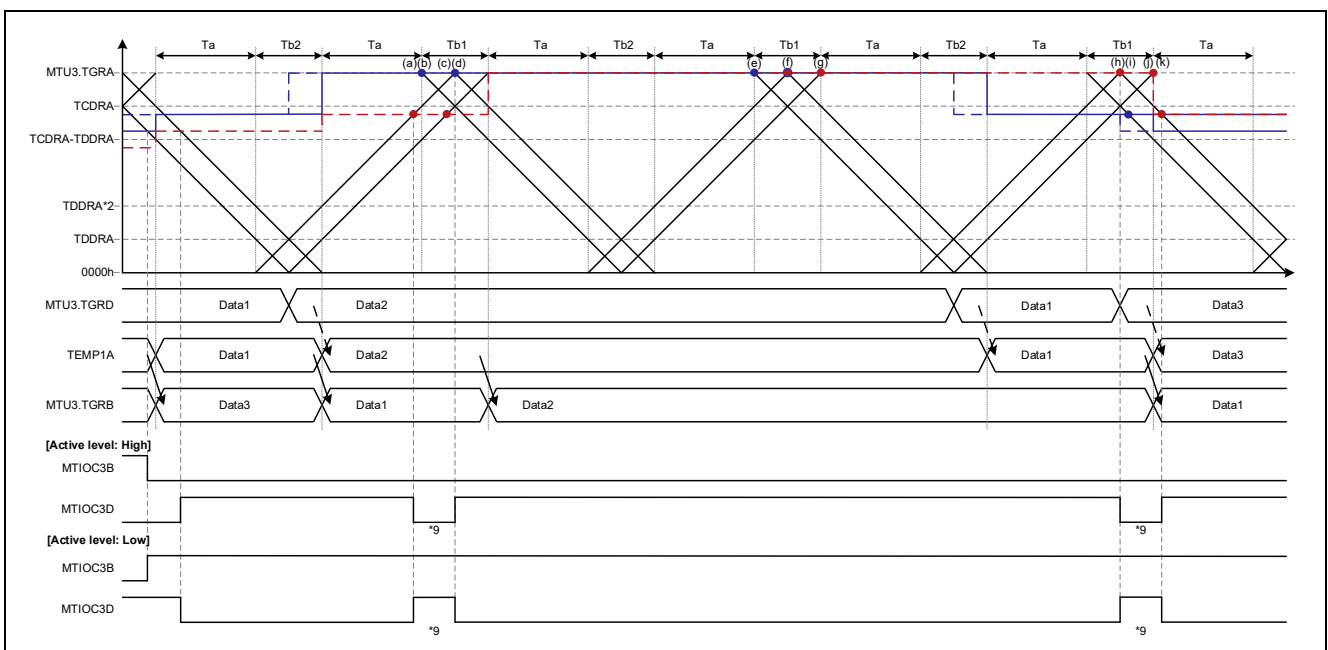 Ta Tb2 Ta Tb1 Ta Tb2 Ta Tb1 Ta Tb2 Ta Tb1 Ta
(a)(b) (c)(d) (e) (f) (g) (h)(i) (j)(k)
MTU3.TGRA
TCDRA
TCDRA-TDDRA
TDDRA*2
TDDRA
0000h
MTU3.TGRD Data1 Data2 Data1 Data3
TEMP1A Data1 Data2 Data1 Data3
MTU3.TGRB Data3 Data1 Data2 Data1
[Active level: High]
MTIOC3B
MTIOC3D
*9 *9
[Active level: Low]
MTIOC3B
MTIOC3D
*9 *9